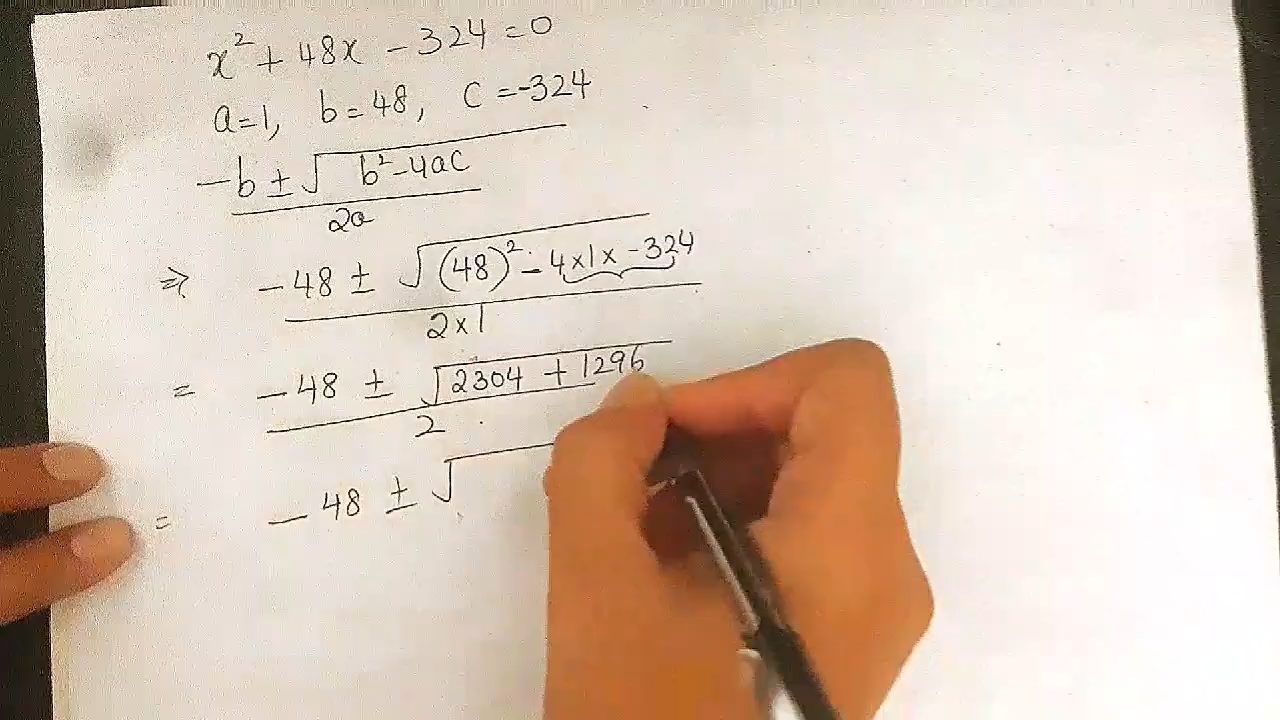 x² + 48x - 324 = 0
a=1, b=48, C=-324
-b ± √b²-4aC
2a
⇒ -48 ± √(48)² - 4×1×-324
2×1
= -48 ± √2304 + 1296
2
= -48 ± √